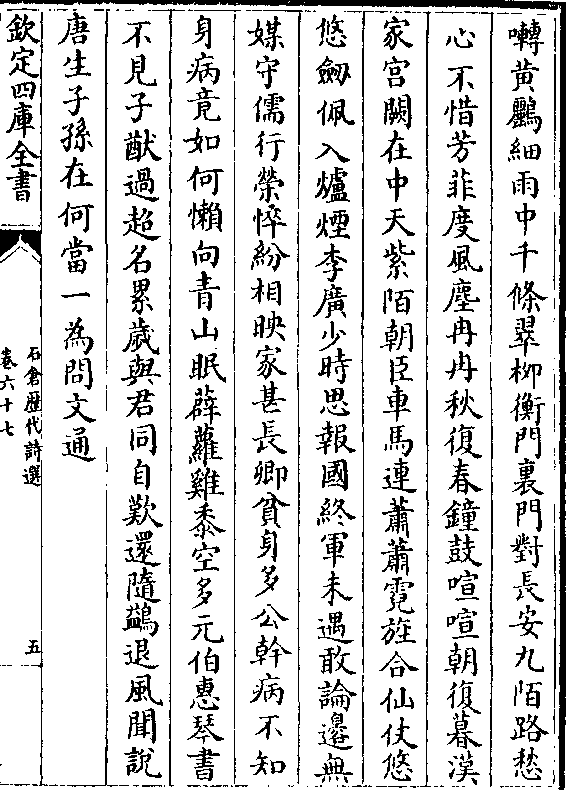 囀黄鸝細雨中千條翠柳衡門裏門對長安九陌路愁
心不惜芳菲度風塵冉冉秋復春鐘鼓喧喧朝復暮漢
家宫闕在中天紫陌朝臣車馬連蕭蕭霓旌合仙仗悠
悠劒佩入爐煙李廣少時思報國終軍未遇敢論邊無
媒守儒行榮悴紛相映家甚長卿貧身多公幹病不知
身病竟如何懶向青山眠薜蘿雞黍空多元伯惠琴書
不見子猷過超名累歲與君同自歎還隨鷁退風聞說
唐生子孫在何當一為問文通
欽定四庫全書
石倉歴代詩選
卷六十七
五